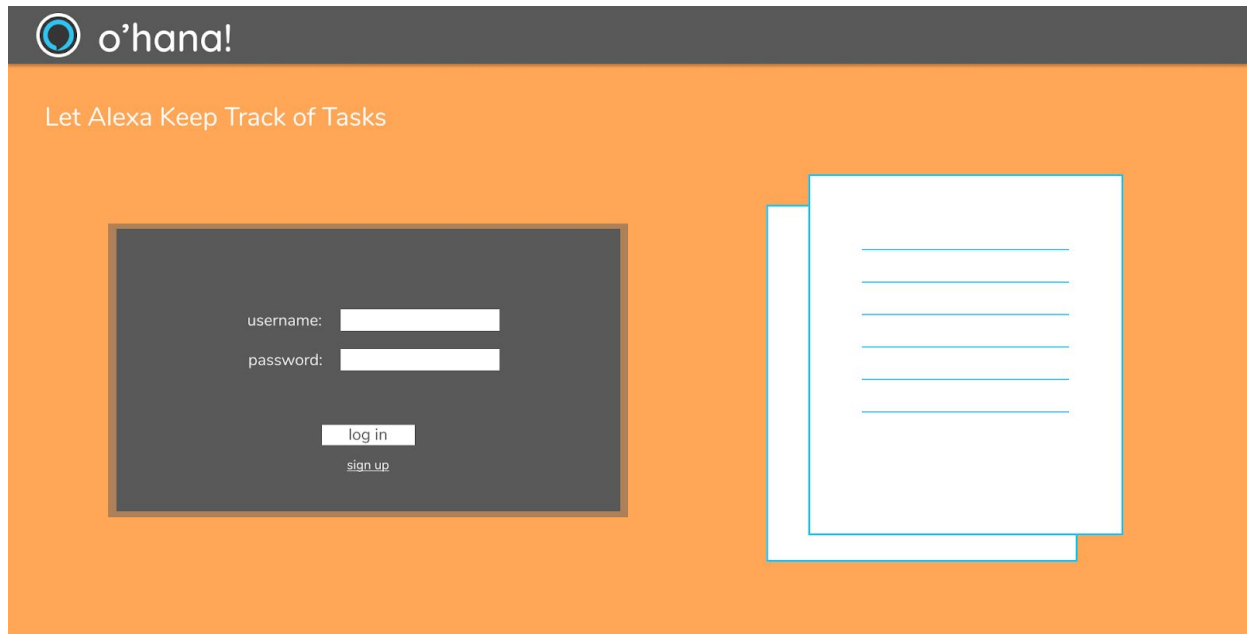 o’hana!
Let Alexa Keep Track of Tasks
username:
password:
log in
sign up